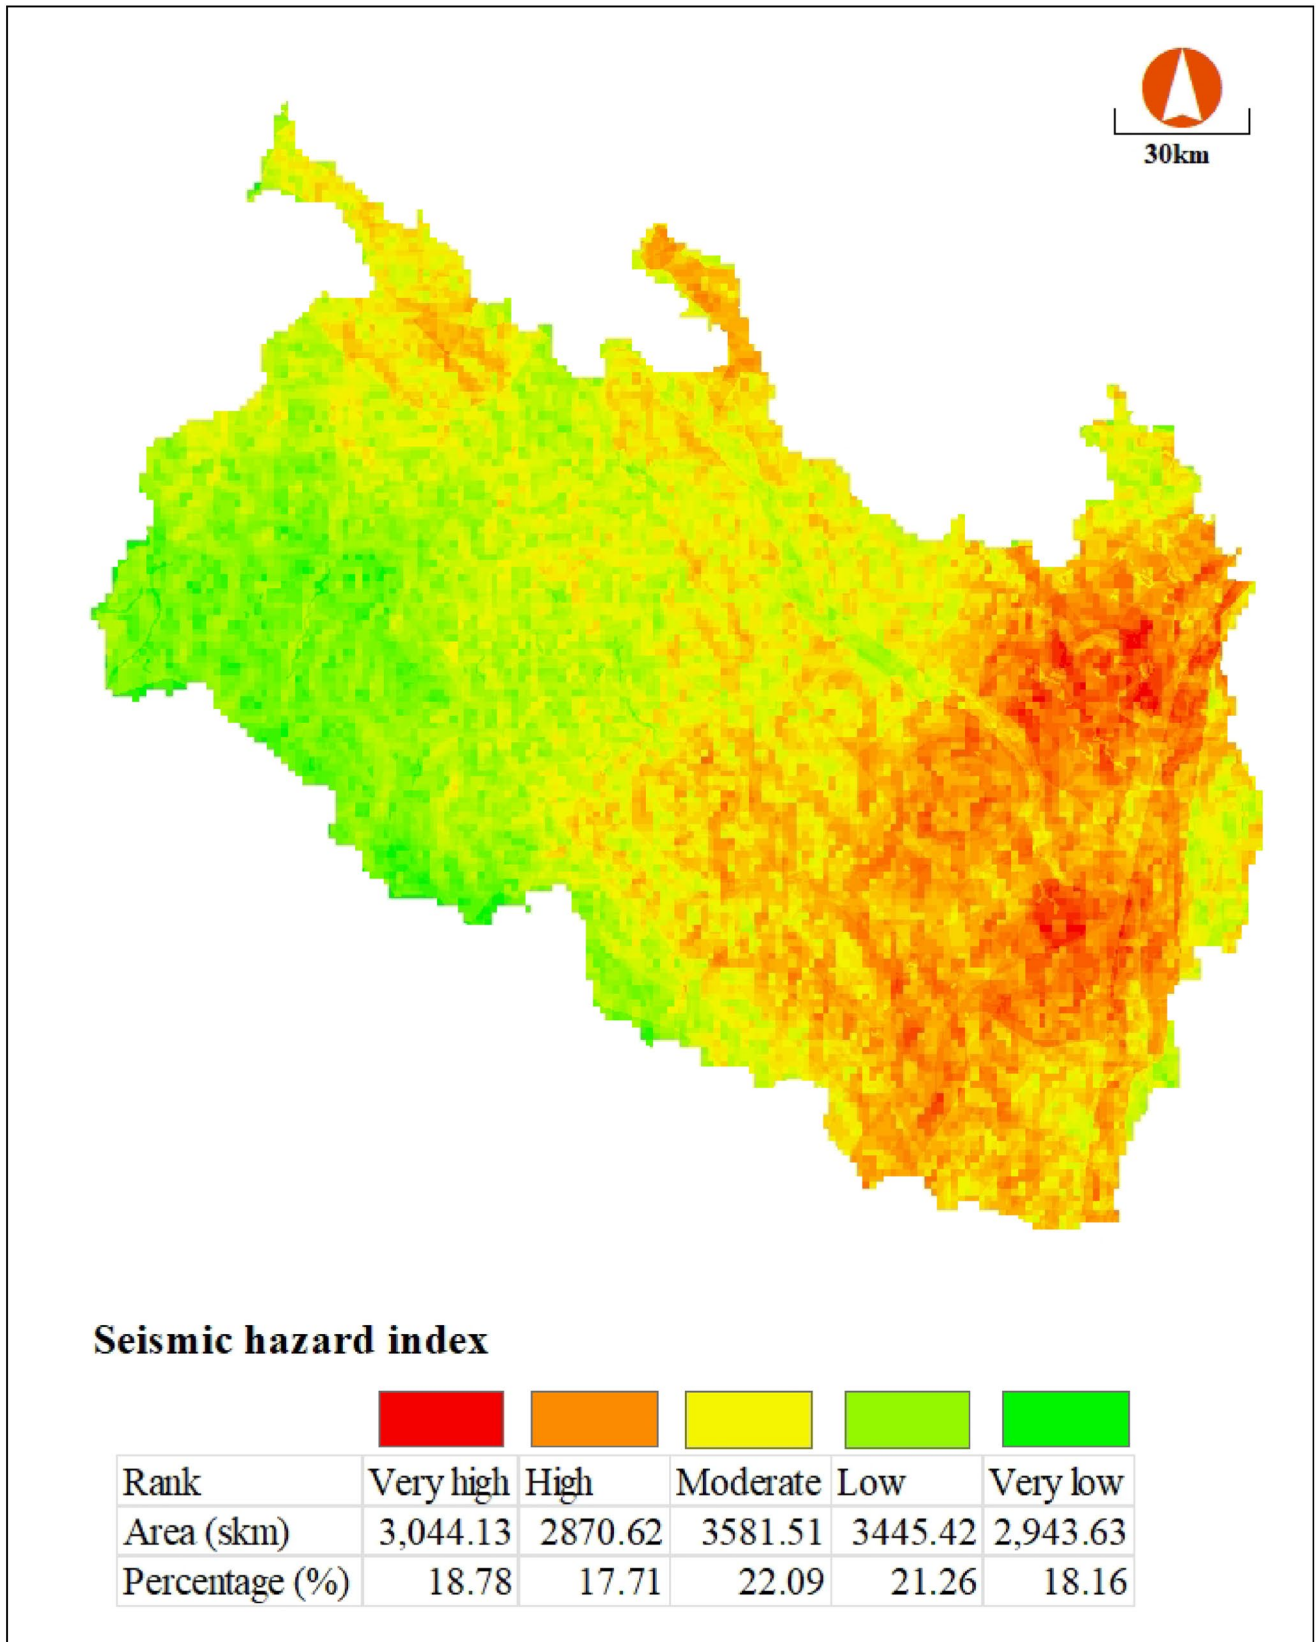 30km
Seismic hazard index
Rank Very high High Moderate Low Very low
Area (skm) 3,044.13 2870.62 3581.51 3445.42 2,943.63
Percentage (%) 18.78 17.71 22.09 21.26 18.16